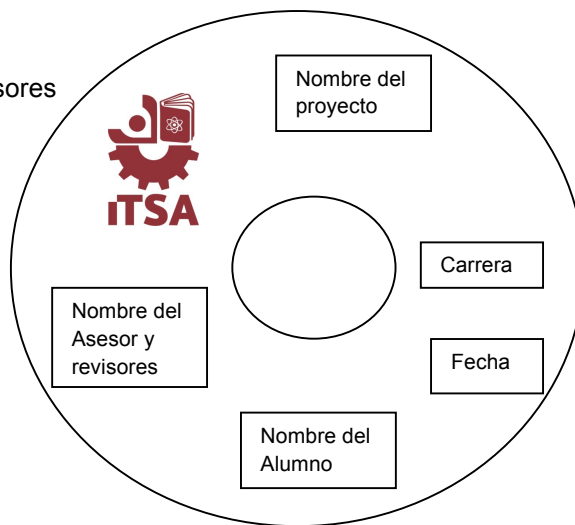 sores
Nombre del
proyecto
ITSA
Carrera
Nombre del
Asesor y
revisores
Fecha
Nombre del
Alumno